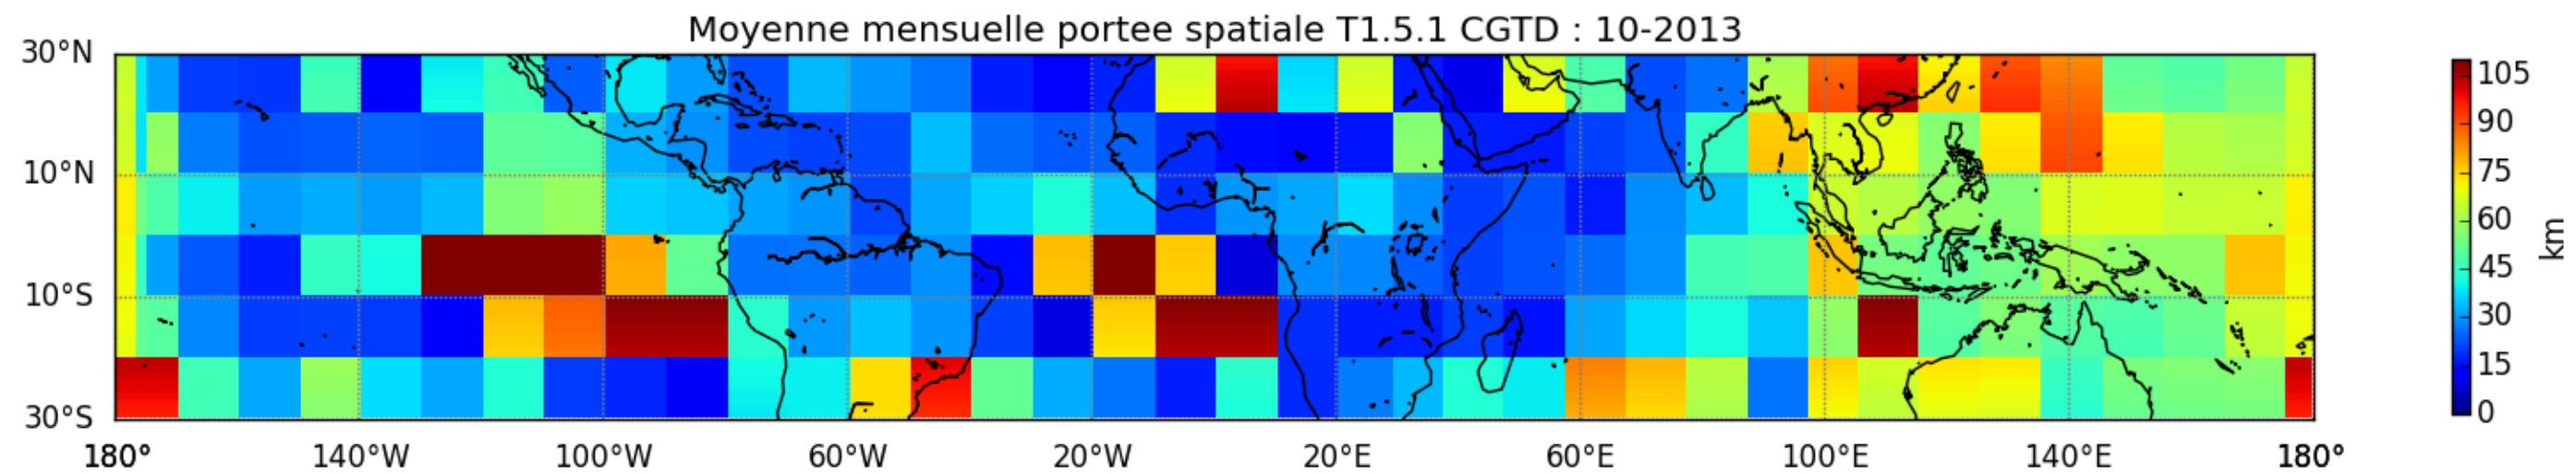 Moyenne mensuelle portee spatiale T1.5.1 CGTD : 10-2013
30°N
10°N
10°S
30°S
180° 140°W 100°W 60°W 20°W 20°E 60°E 100°E 140°E 180°
105
90
75
60
45
30
15
0
km